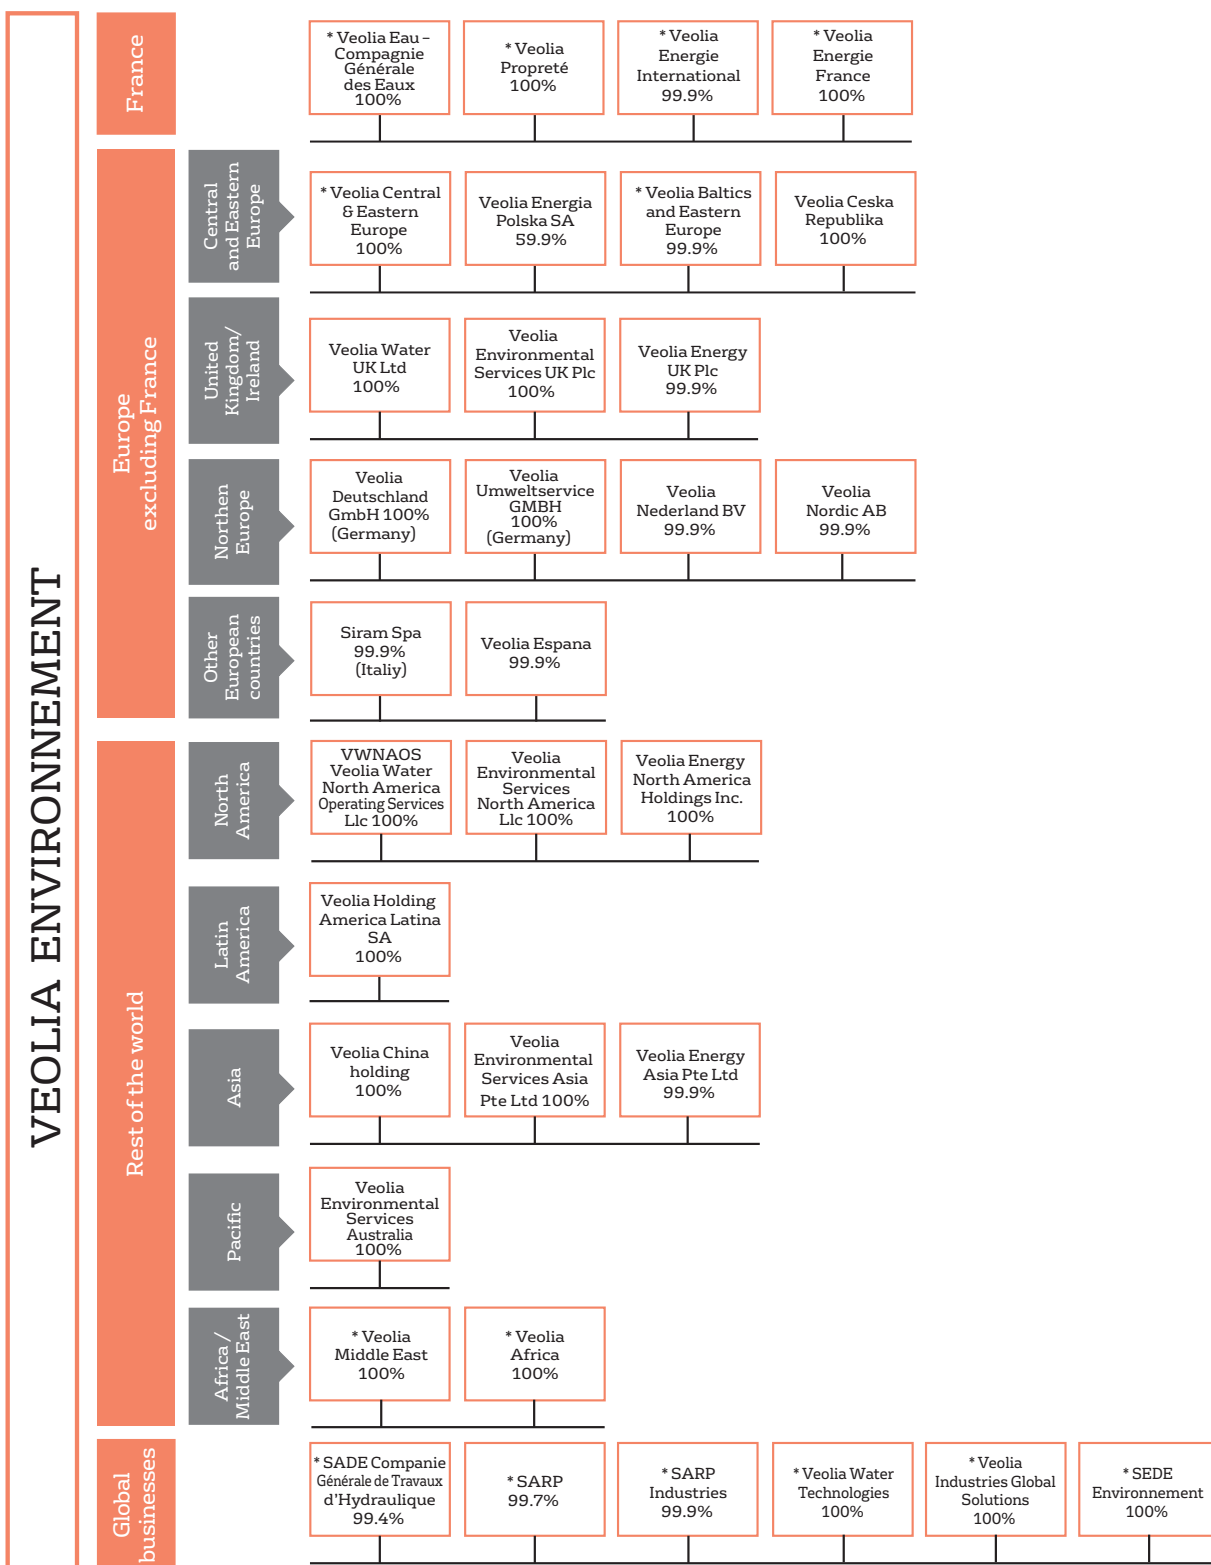 VEOLIA ENVIRONNEMENT
France
* Veolia Eau –
Compagnie
Générale
des Eaux
100%
* Veolia
Propreté
100%
* Veolia
Energie
International
99.9%
* Veolia
Energie
France
100%
Europe
excluding France
Central
and Eastern
Europe
* Veolia Central
& Eastern
Europe
100%
Veolia Energia
Polska SA
59.9%
* Veolia Baltics
and Eastern
Europe
99.9%
Veolia Ceska
Republika
100%
United
Kingdom/
Ireland
Veolia Water
UK Ltd
100%
Veolia
Environmental
Services UK Plc
100%
Veolia Energy
UK Plc
99.9%
Northen
Europe
Veolia
Deutschland
GmbH 100%
(Germany)
Veolia
Umweltservice
GMBH
100%
(Germany)
Veolia
Nederland BV
99.9%
Veolia
Nordic AB
99.9%
Other
European
countries
Siram Spa
99.9%
(Italiy)
Veolia Espana
99.9%
Rest of the world
North
America
VWNAOS
Veolia Water
North America
Operating Services
Llc 100%
Veolia
Environmental
Services
North America
Llc 100%
Veolia Energy
North America
Holdings Inc.
100%
Latin
America
Veolia Holding
America Latina
SA
100%
Asia
Veolia China
holding
100%
Veolia
Environmental
Services Asia
Pte Ltd 100%
Veolia Energy
Asia Pte Ltd
99.9%
Pacific
Veolia
Environmental
Services
Australia
100%
Africa /
Middle East
* Veolia
Middle East
100%
* Veolia
Africa
100%
Global
businesses
* SADE Companie
Générale de Travaux
d'Hydraulique
99.4%
* SARP
99.7%
* SARP
Industries
99.9%
* Veolia Water
Technologies
100%
* Veolia
Industries Global
Solutions
100%
* SEDE
Environnement
100%